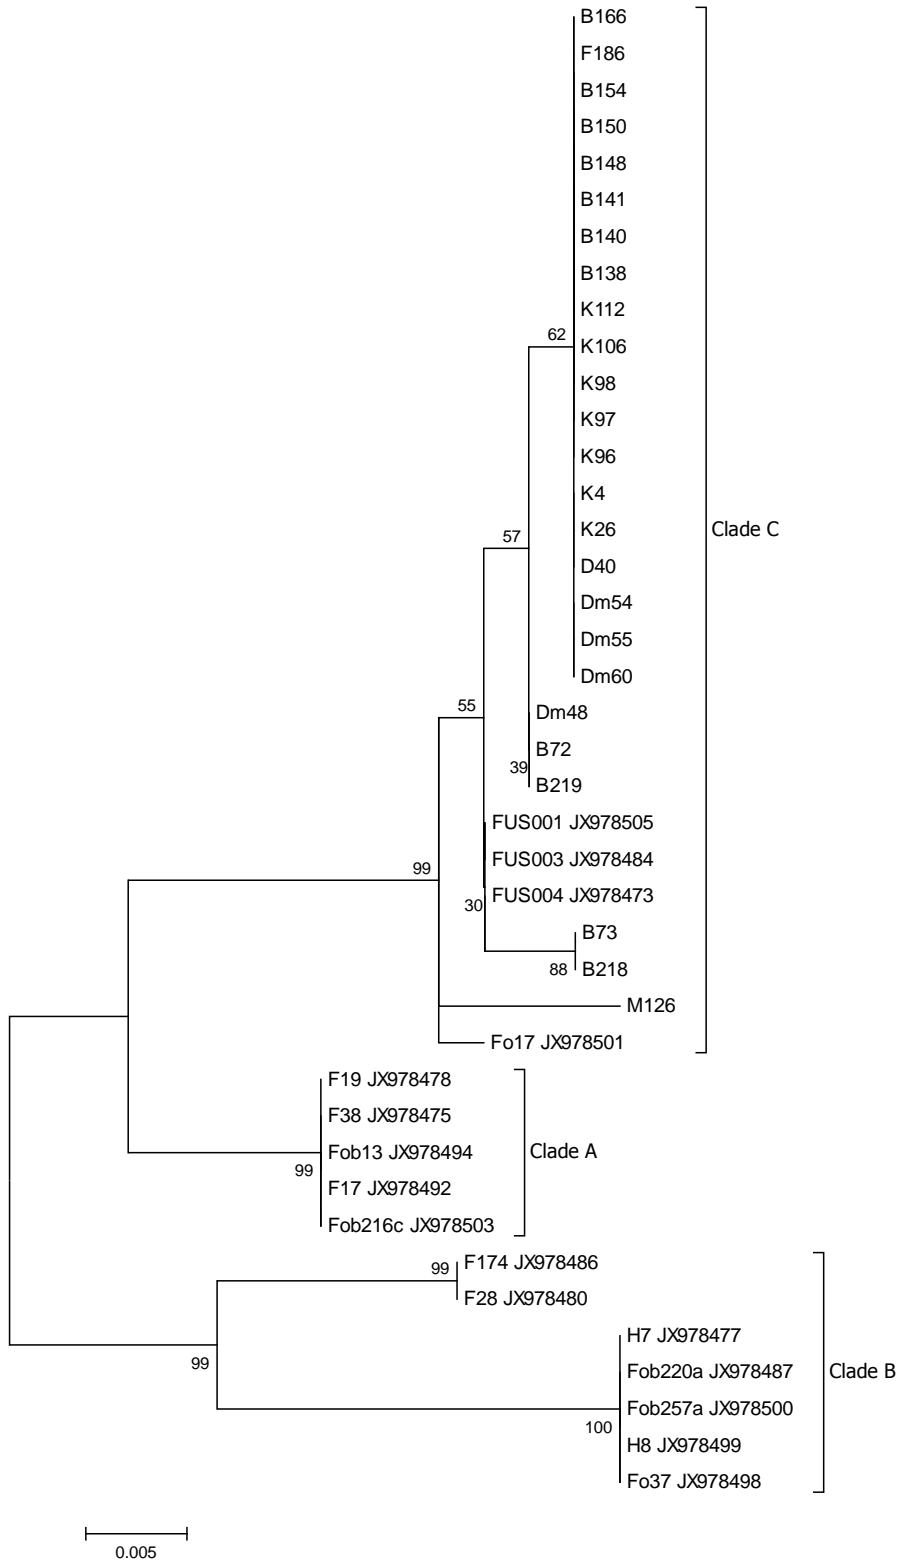 B166
F186
B154
B150
B148
B141
B140
B138
K112
62
K106
K98
K97
K96
K4
K26
Clade C
57
D40
Dm54
Dm55
Dm60
55
Dm48
B72
39
B219
FUS001 JX978505
FUS003 JX978484
99
FUS004 JX978473
30
B73
88
B218
M126
Fo17 JX978501
F19 JX978478
F38 JX978475
Fob13 JX978494
Clade A
99
F17 JX978492
Fob216c JX978503
99
F174 JX978486
F28 JX978480
H7 JX978477
99
Fob220a JX978487
Clade B
Fob257a JX978500
100
H8 JX978499
Fo37 JX978498
0.005